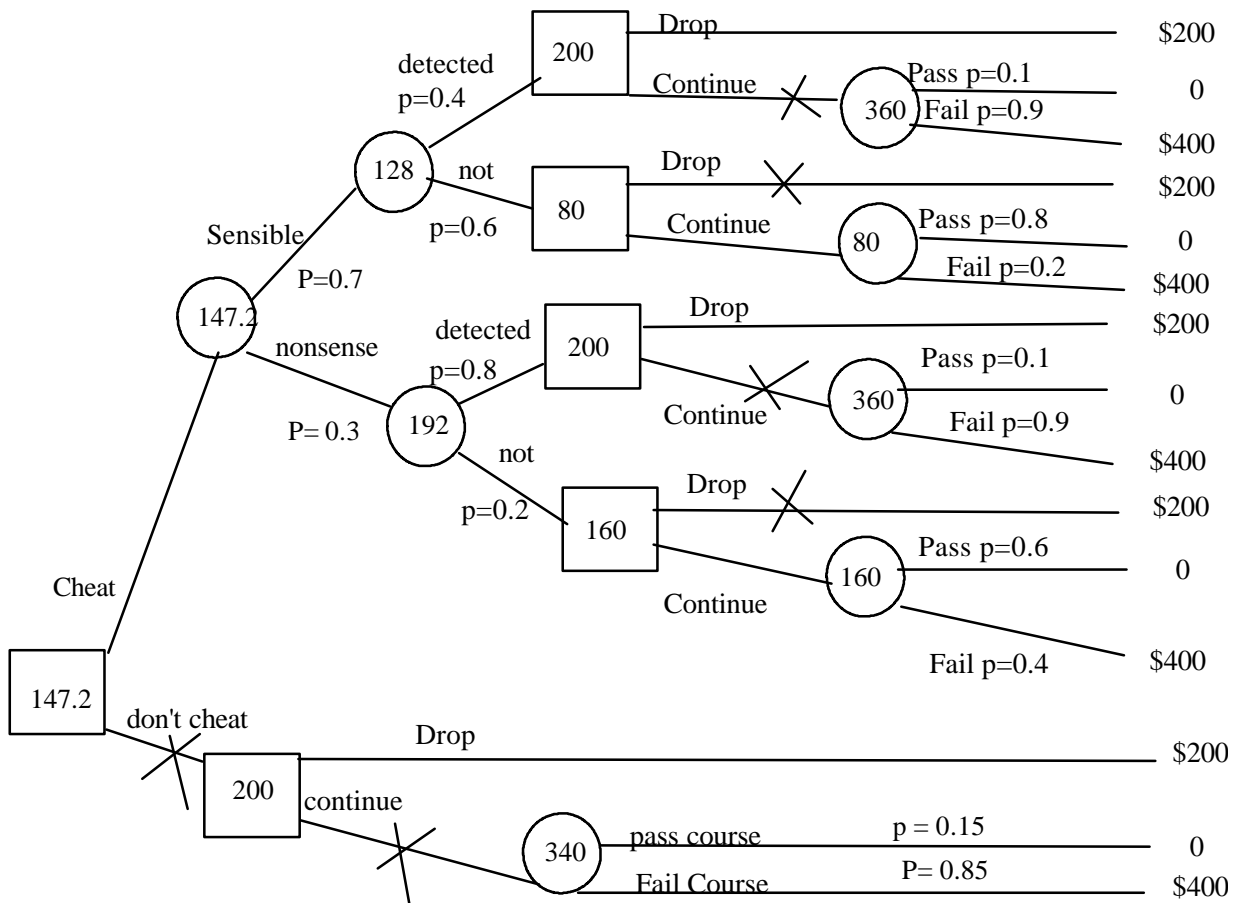 Drop
$200
200
detected
p=0.4
Continue
Pass p=0.1
0
360
Fail p=0.9
$400
128
not
Drop
$200
p=0.6
80
Continue
Pass p=0.8
0
80
Fail p=0.2
$400
Sensible
P=0.7
147.2
nonsense
detected
p=0.8
Drop
$200
200
Pass p=0.1
0
Continue
360
Fail p=0.9
$400
P= 0.3
192
not
p=0.2
Drop
$200
160
Pass p=0.6
0
160
Continue
Fail p=0.4
$400
Cheat
147.2
don't cheat
Drop
$200
200
continue
340
pass course
p = 0.15
0
Fail Course
P= 0.85
$400